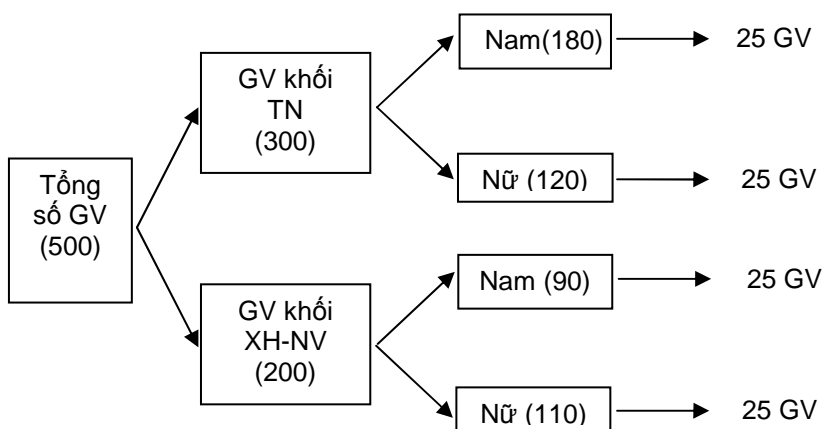 Tổng
số GV
(500)
GV khối
TN
(300)
Nam(180)
25 GV
Nữ (120)
25 GV
GV khối
XH-NV
(200)
Nam (90)
25 GV
Nữ (110)
25 GV